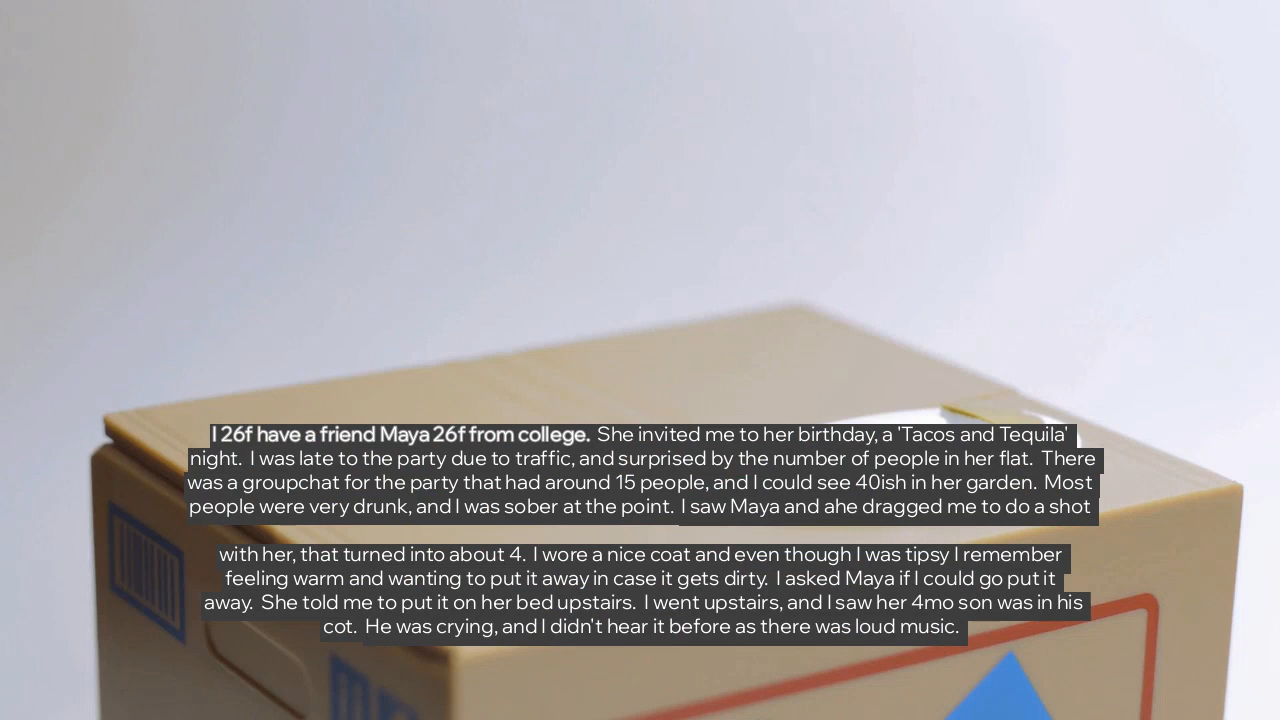 I 26f have a friend Maya 26f from college. She invited me to her birthday, a 'Tacos and Tequila'
night. I was late to the party due to traffic, and surprised by the number of people in her flat. There
was a groupchat for the party that had around 15 people, and I could see 40ish in her garden. Most
people were very drunk, and I was sober at the point. I saw Maya and ahe dragged me to do a shot
with her, that turned into about 4. I wore a nice coat and even though I was tipsy I remember
feeling warm and wanting to put it away in case it gets dirty. I asked Maya if I could go put it
away. She told me to put it on her bed upstairs. I went upstairs, and I saw her 4mo son was in his
cot. He was crying, and I didn't hear it before as there was loud music.